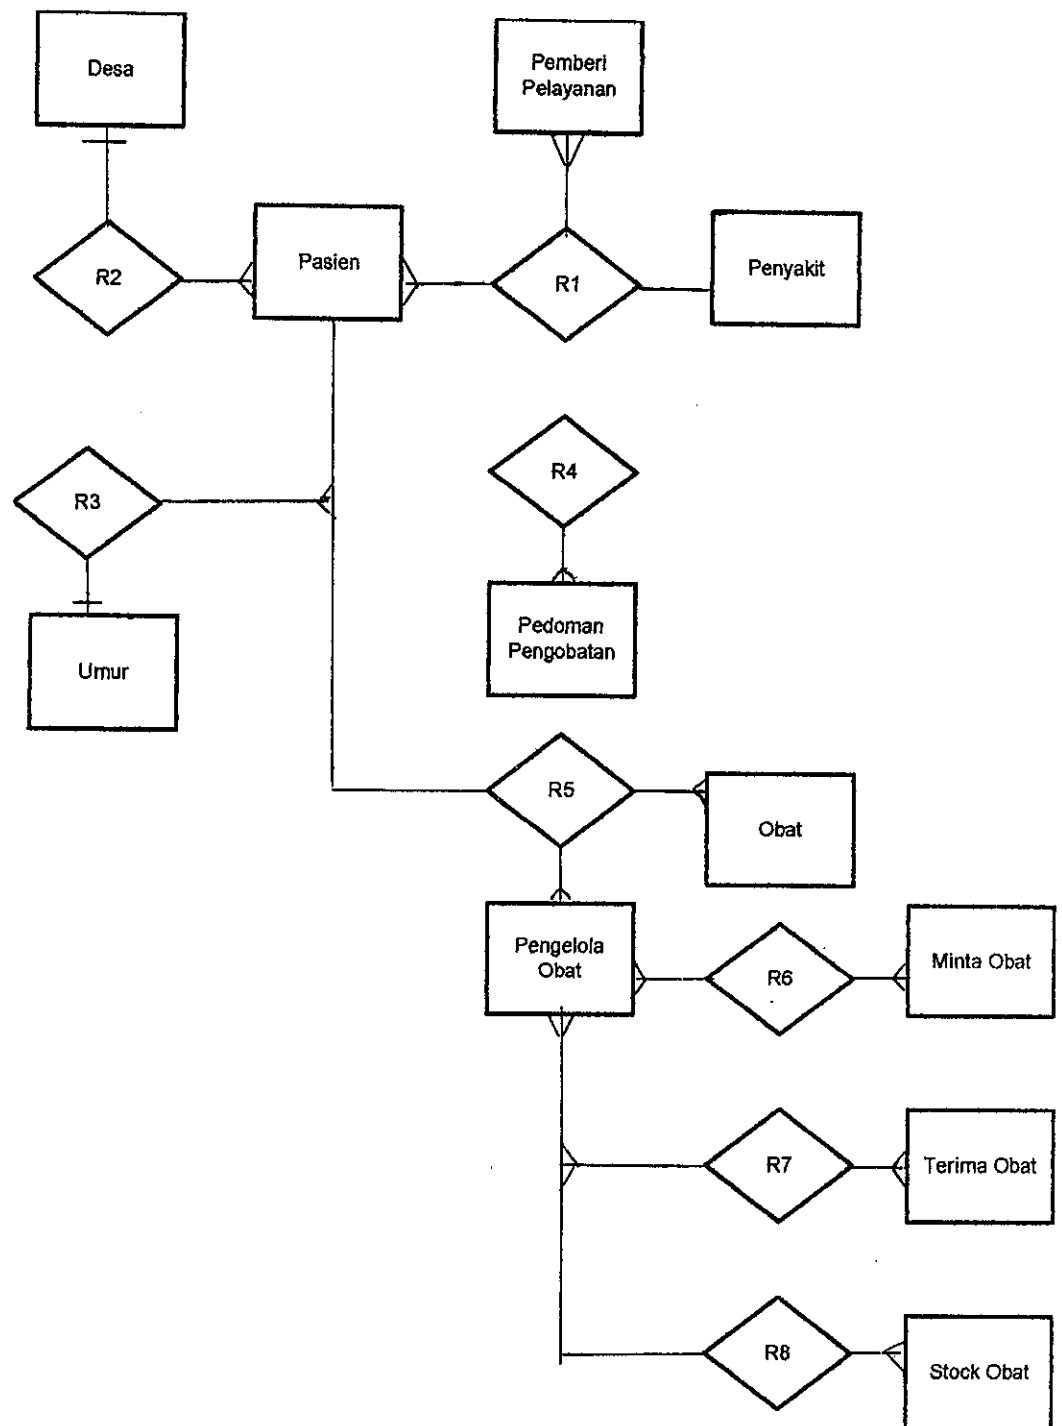 Desa
Pemberi
Pelayanan
Pasien
Penyakit
R2
R1
R4
R3
Pedoman
Pengobatan
Umur
R5
Obat
Pengelola
Obat
R6
Minta Obat
R7
Terima Obat
R8
Stock Obat